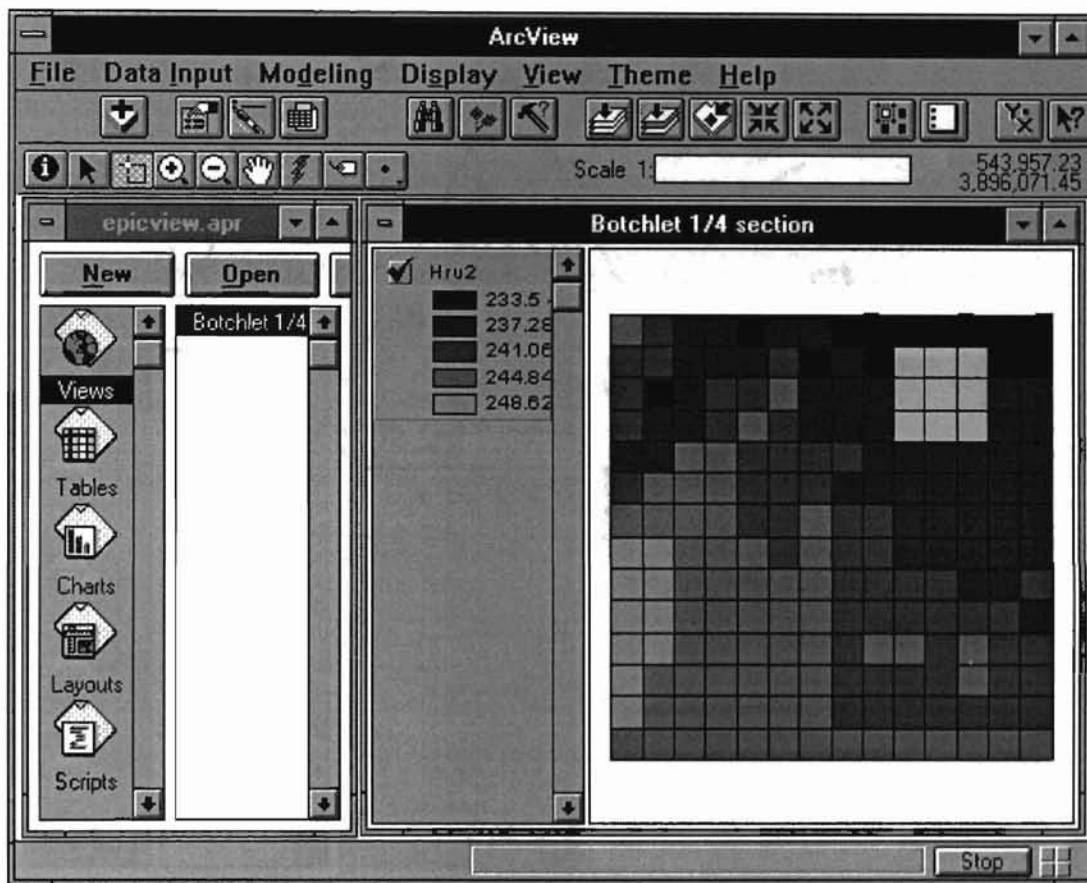 ArcView
File Data Input Modeling Display View Theme Help
Scale 1:
543,957.23
3,896,071.45
epicview.apr
New Open
Botchlet 1/4
Views
Tables
Charts
Layouts
Scripts
Botchlet 1/4 section
Hru2
233.5 -
237.28
241.06
244.84
248.62
Stop